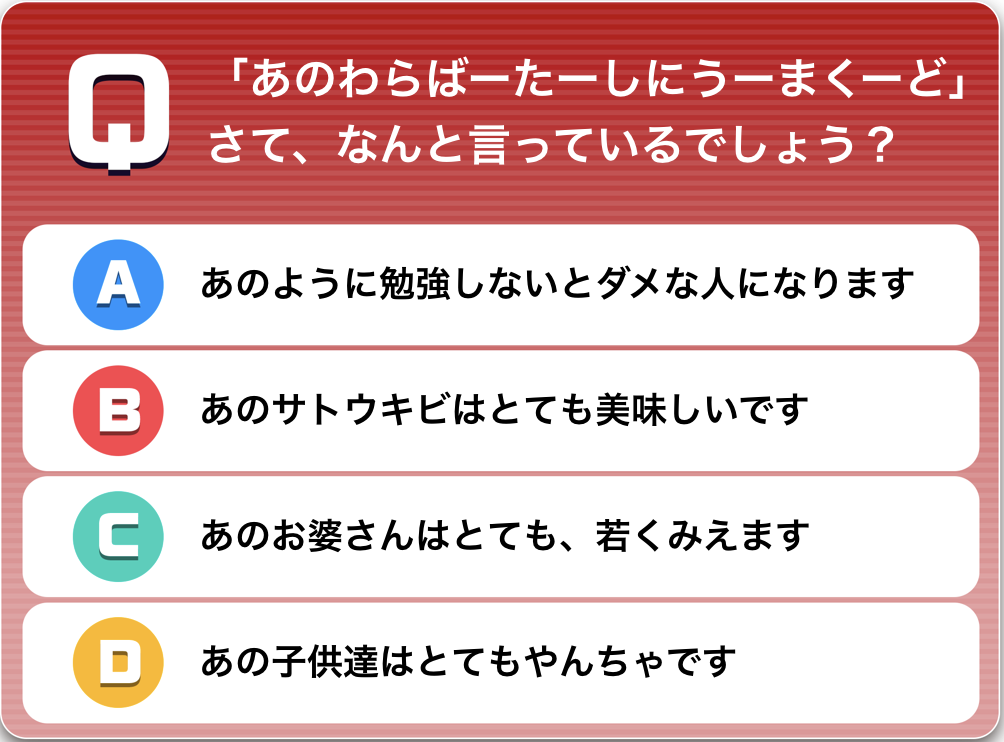 Q
「あのわらばーたーしにうーまくーど」
さて、なんと言っているでしょう？
A あのように勉強しないとダメな人になります
B あのサトウキビはとても美味しいです
C あのお婆さんはとても、若くみえます
D あの子供達はとてもやんちゃです